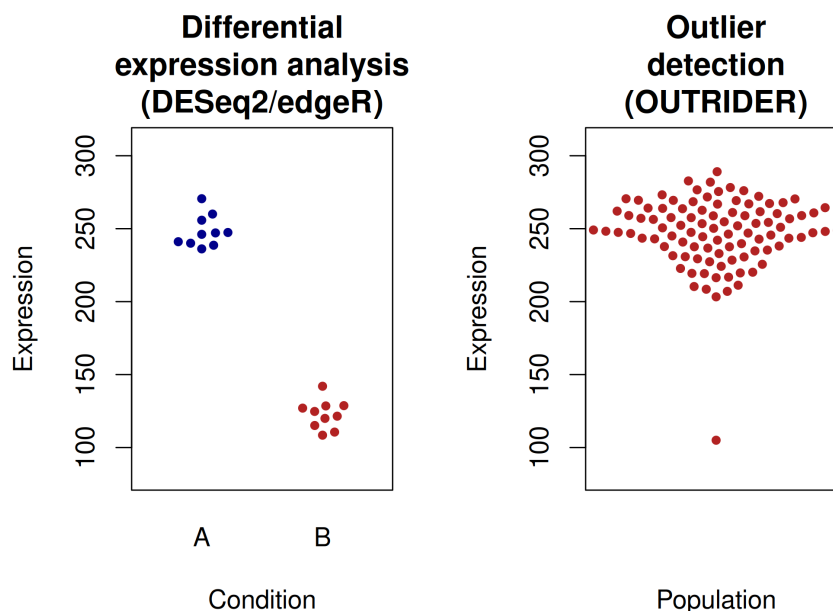 Differential
expression analysis
(DESeq2/edgeR)
Expression
300
250
200
150
100
A B
Condition
Outlier
detection
(OUTRIDER)
Expression
300
250
200
150
100
Population